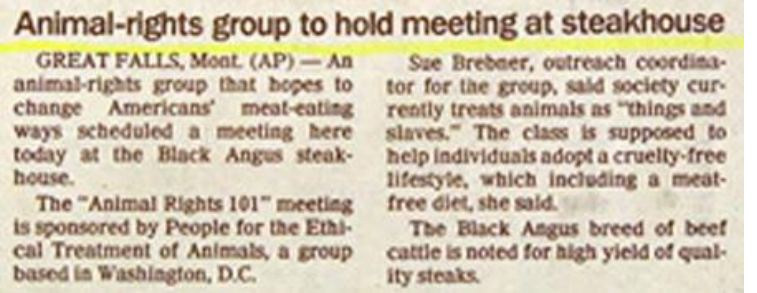 Animal-rights group to hold meeting at steakhouse
GREAT FALLS, Mont. (AP) — An
animal-rights group that hopes to
change Americans' meat-eating
ways scheduled a meeting here
today at the Black Angus steak-
house.
The "Animal Rights 101" meeting
is sponsored by People for the Ethi-
cal Treatment of Animals, a group
based in Washington, D.C.
Sue Brebner, outreach coordina-
tor for the group, said society cur-
rently treats animals as "things and
slaves." The class is supposed to
help individuals adopt a cruelty-free
lifestyle, which including a meat-
free diet, she said.
The Black Angus breed of beef
cattle is noted for high yield of qual-
ity steaks.